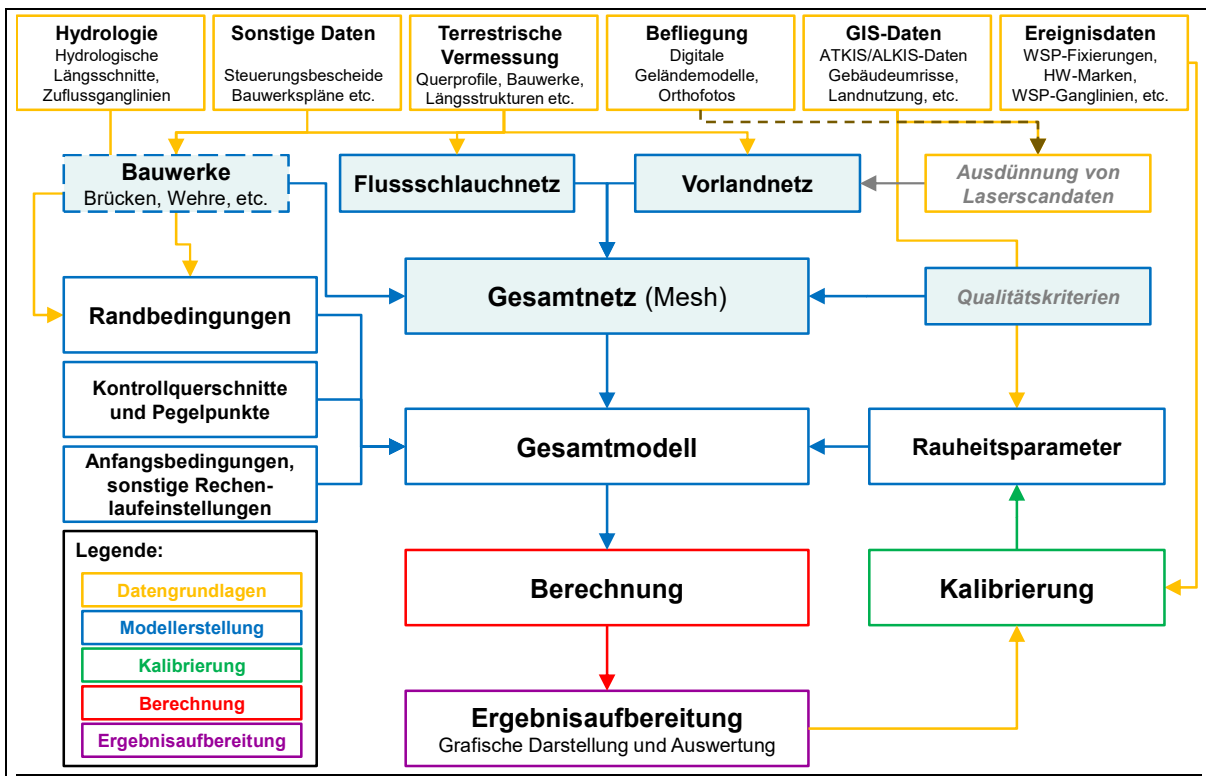 Hydrologie
Hydrologische
Längsschnitte,
Zuflussganglinien
Sonstige Daten
Steuerungsbescheide
Bauwerkspläne etc.
Terrestrische
Vermessung
Querprofile, Bauwerke,
Längsstrukturen etc.
Befliegung
Digitale
Geländemodelle,
Orthofotos
GIS-Daten
ATKIS/ALKIS-Daten
Gebäudeumrisse,
Landnutzung, etc.
Ereignisdaten
WSP-Fixierungen,
HW-Marken,
WSP-Ganglinien, etc.
Bauwerke
Brücken, Wehre, etc.
Flussschlauchnetz
Vorlandnetz
Ausdünnung von
Laserscandaten
Randbedingungen
Gesamtnetz (Mesh)
Qualitätskriterien
Kontrollquerschnitte
und Pegelpunkte
Gesamtmodell
Rauheitsparameter
Anfangsbedingungen,
sonstige Rechen-
laufeinstellungen
Legende:
Datengrundlagen
Modellerstellung
Kalibrierung
Berechnung
Ergebnisaufbereitung
Berechnung
Kalibrierung
Ergebnisaufbereitung
Grafische Darstellung und Auswertung